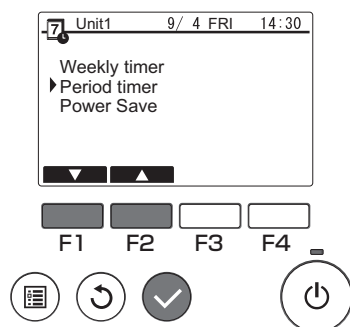 7 Unit1 9/ 4 FRI 14:30
Weekly timer
Period timer
Power Save
F1 F2 F3 F4